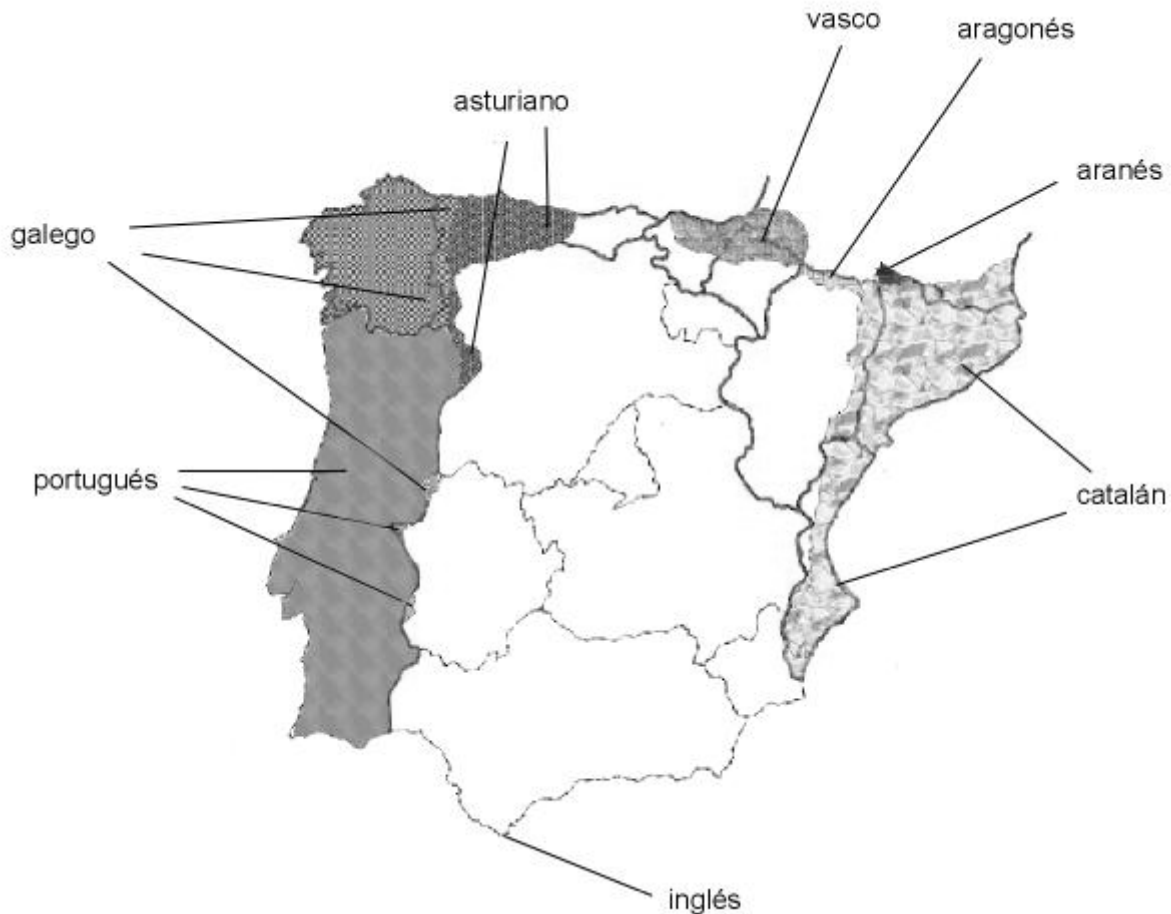 vasco
aragonés
asturiano
aranés
galego
portugués
catalán
inglés